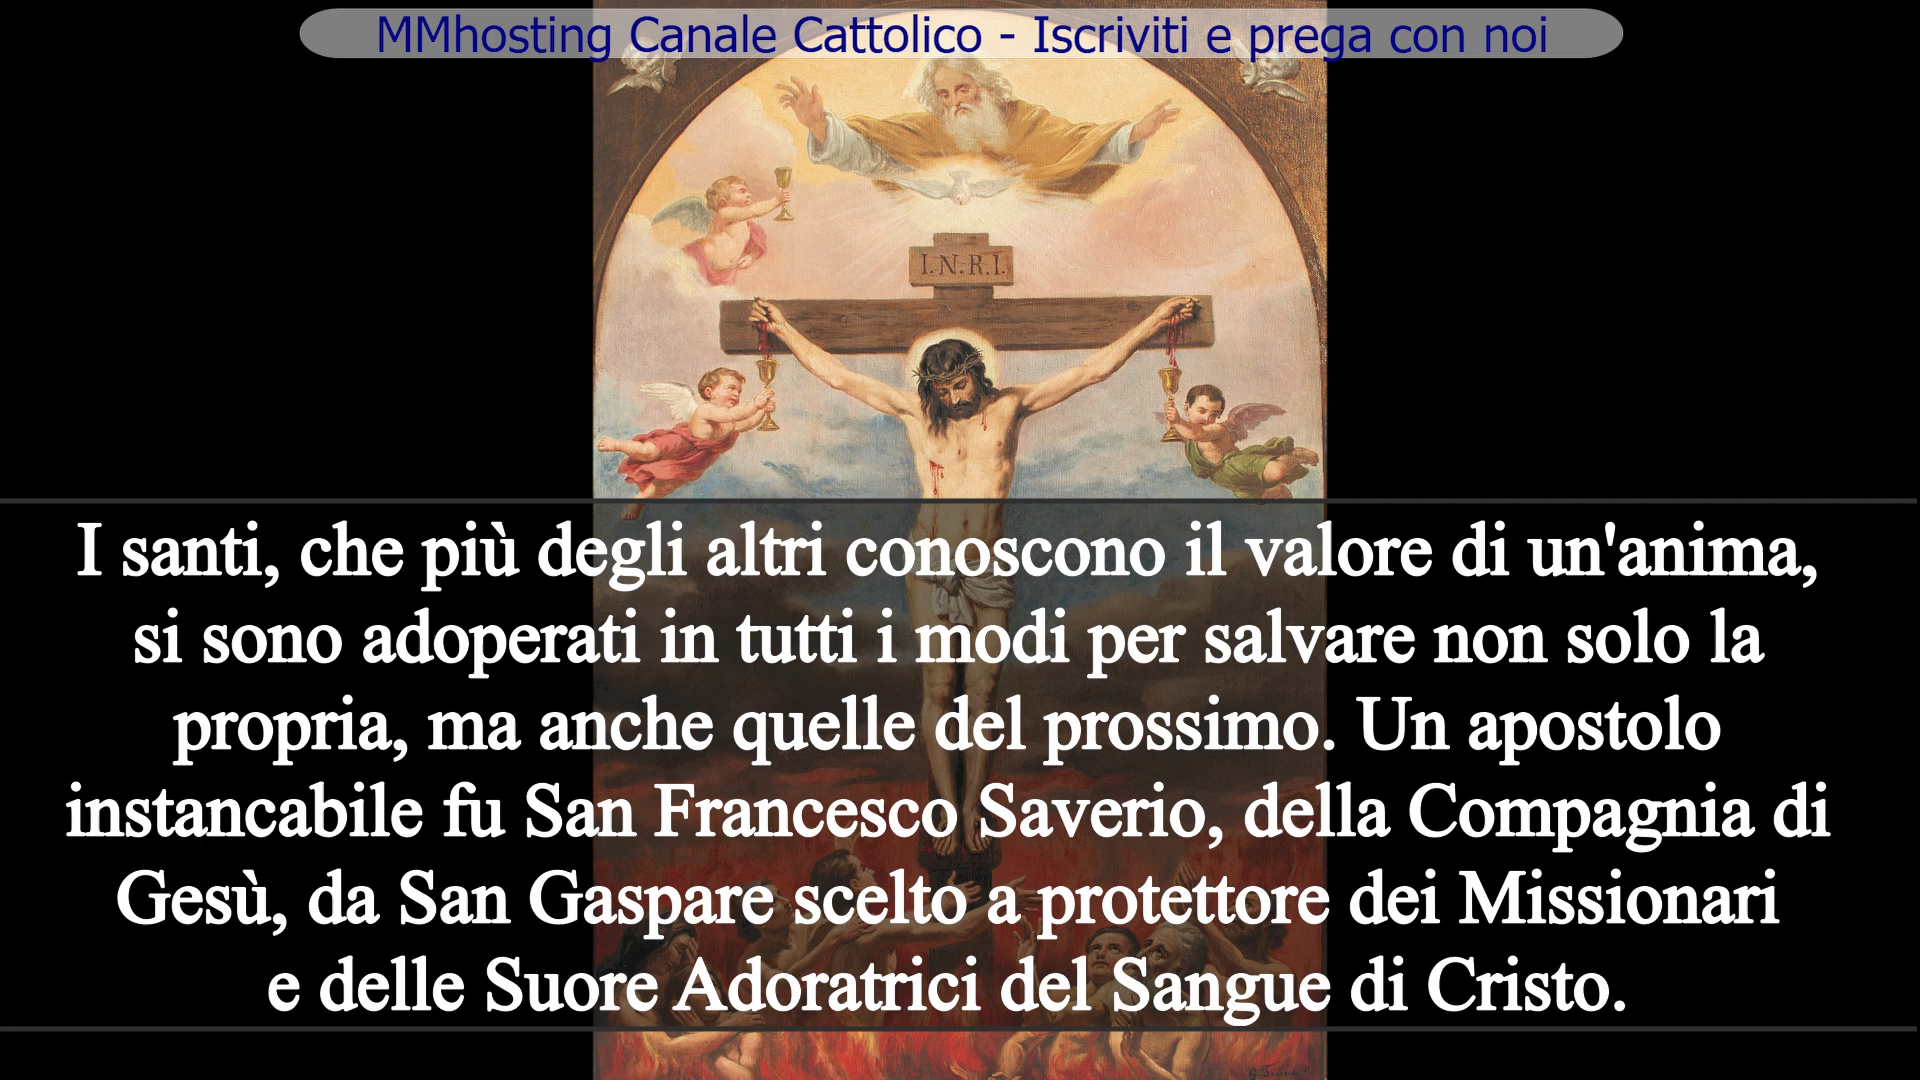 MMhosting Canale Cattolico - Iscriviti e prega con noi
I.N.R.I.
I santi, che più degli altri conoscono il valore di un'anima,
si sono adoperati in tutti i modi per salvare non solo la
propria, ma anche quelle del prossimo. Un apostolo
instancabile fu San Francesco Saverio, della Compagnia di
Gesù, da San Gaspare scelto a protettore dei Missionari
e delle Suore Adoratrici del Sangue di Cristo.